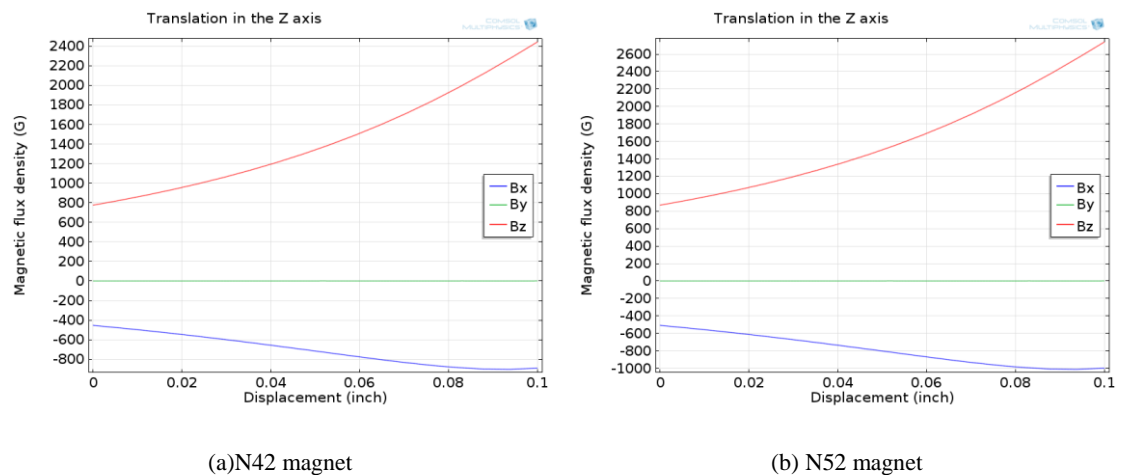 Translation in the Z axis
COMSOL
MULTIPHYSICS
Magnetic flux density (G)
2400
2200
2000
1800
1600
1400
1200
1000
800
600
400
200
0
-200
-400
-600
-800
Bx
By
Bz
0 0.02 0.04 0.06 0.08 0.1
Displacement (inch)
(a)N42 magnet
Translation in the Z axis
COMSOL
MULTIPHYSICS
Magnetic flux density (G)
2600
2400
2200
2000
1800
1600
1400
1200
1000
800
600
400
200
0
-200
-400
-600
-800
-1000
Bx
By
Bz
0 0.02 0.04 0.06 0.08 0.1
Displacement (inch)
(b) N52 magnet